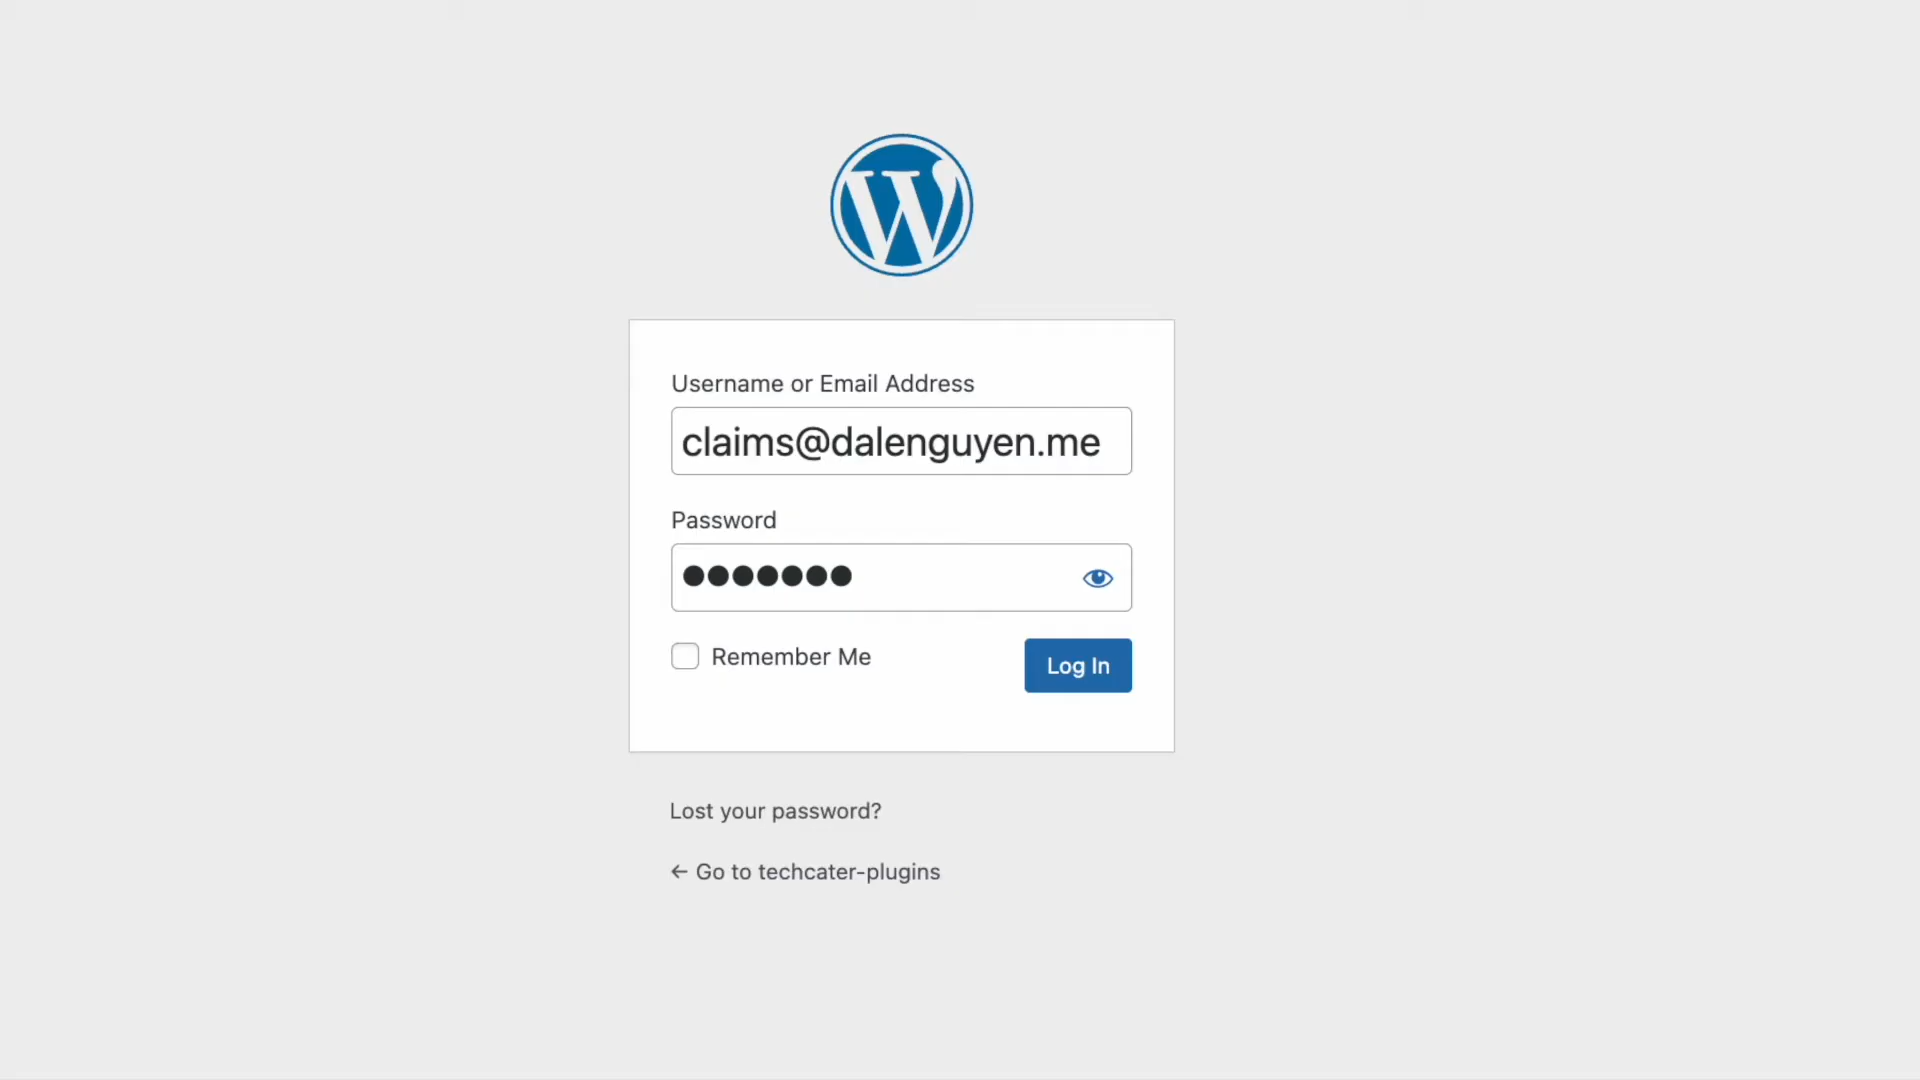 Username or Email Address
claims@dalenguyen.me
Password
●●●●●●●
Remember Me
Log In
Lost your password?
← Go to techcater-plugins